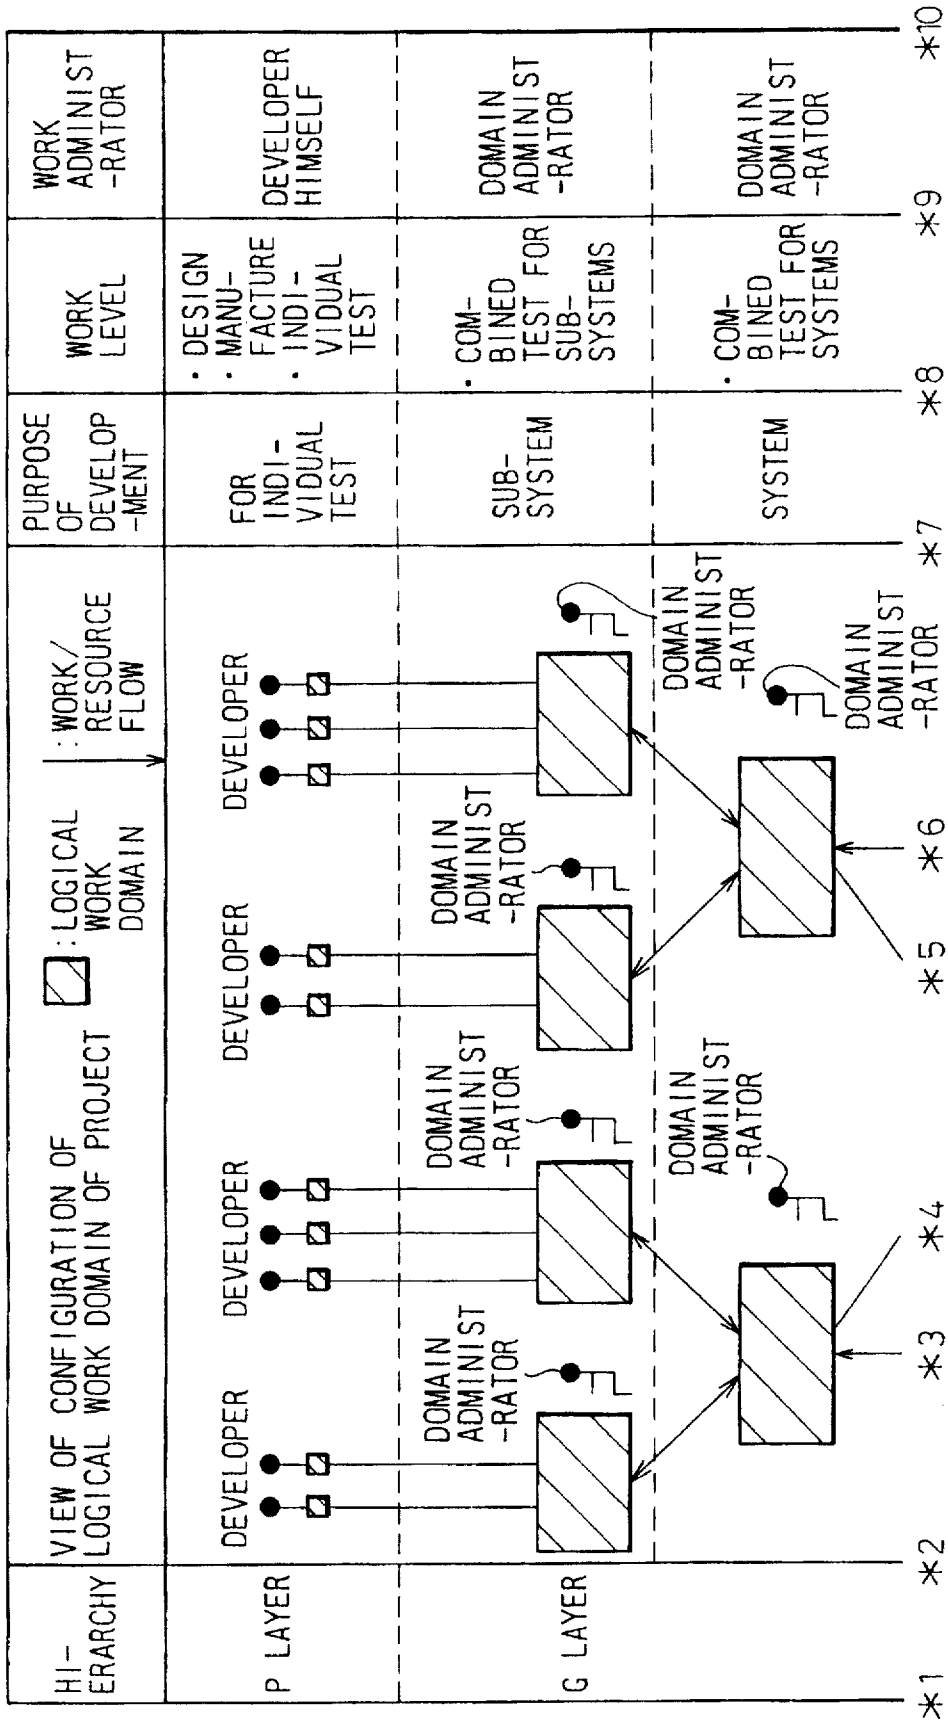 HI-
ERARCHY
VIEW OF CONFIGURATION OF
LOGICAL WORK DOMAIN OF PROJECT
: LOGICAL
WORK
DOMAIN
: WORK/
RESOURCE
FLOW
PURPOSE
OF
DEVELOP
-MENT
WORK
LEVEL
WORK
ADMINIST
-RATOR
P LAYER
DEVELOPER
DEVELOPER
DEVELOPER
DEVELOPER
FOR
INDI-
VIDUAL
TEST
· DESIGN
· MANU-
FACTURE
· INDI-
VIDUAL
TEST
DEVELOPER
HIMSELF
G LAYER
DOMAIN
ADMINIST
-RATOR
DOMAIN
ADMINIST
-RATOR
DOMAIN
ADMINIST
-RATOR
DOMAIN
ADMINIST
-RATOR
SUB-
SYSTEM
· COM-
BINED
TEST FOR
SUB-
SYSTEMS
DOMAIN
ADMINIST
-RATOR
DOMAIN
ADMINIST
-RATOR
DOMAIN
ADMINIST
-RATOR
SYSTEM
· COM-
BINED
TEST FOR
SYSTEMS
DOMAIN
ADMINIST
-RATOR
*1
*2
*3
*4
*5
*6
*7
*8
*9
*10